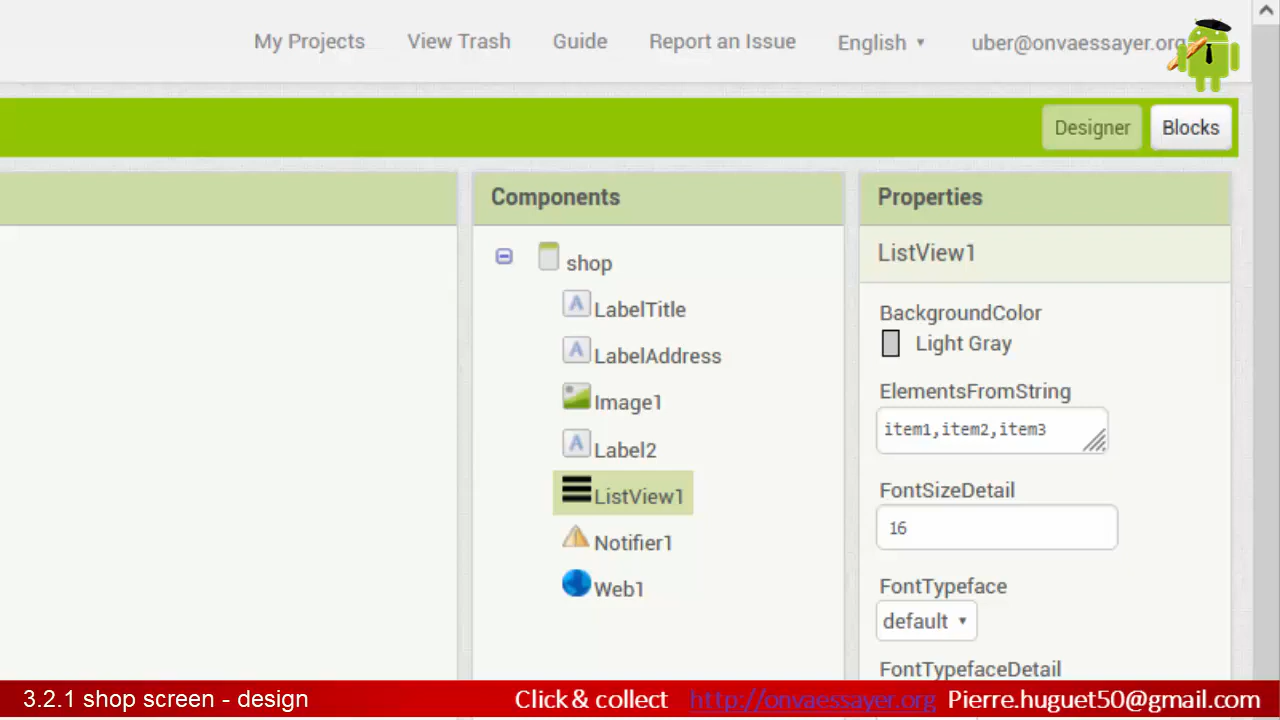 My Projects View Trash Guide Report an Issue English ▾ uber@onvaessayer.org
Designer Blocks
Components
Properties
shop
LabelTitle
LabelAddress
Image1
Label2
ListView1
Notifier1
Web1
ListView1
BackgroundColor
Light Gray
ElementsFromString
item1,item2,item3
FontSizeDetail
16
FontTypeface
default ▾
FontTypefaceDetail
3.2.1 shop screen - design Click & collect http://onvaessayer.org Pierre.huguet50@gmail.com